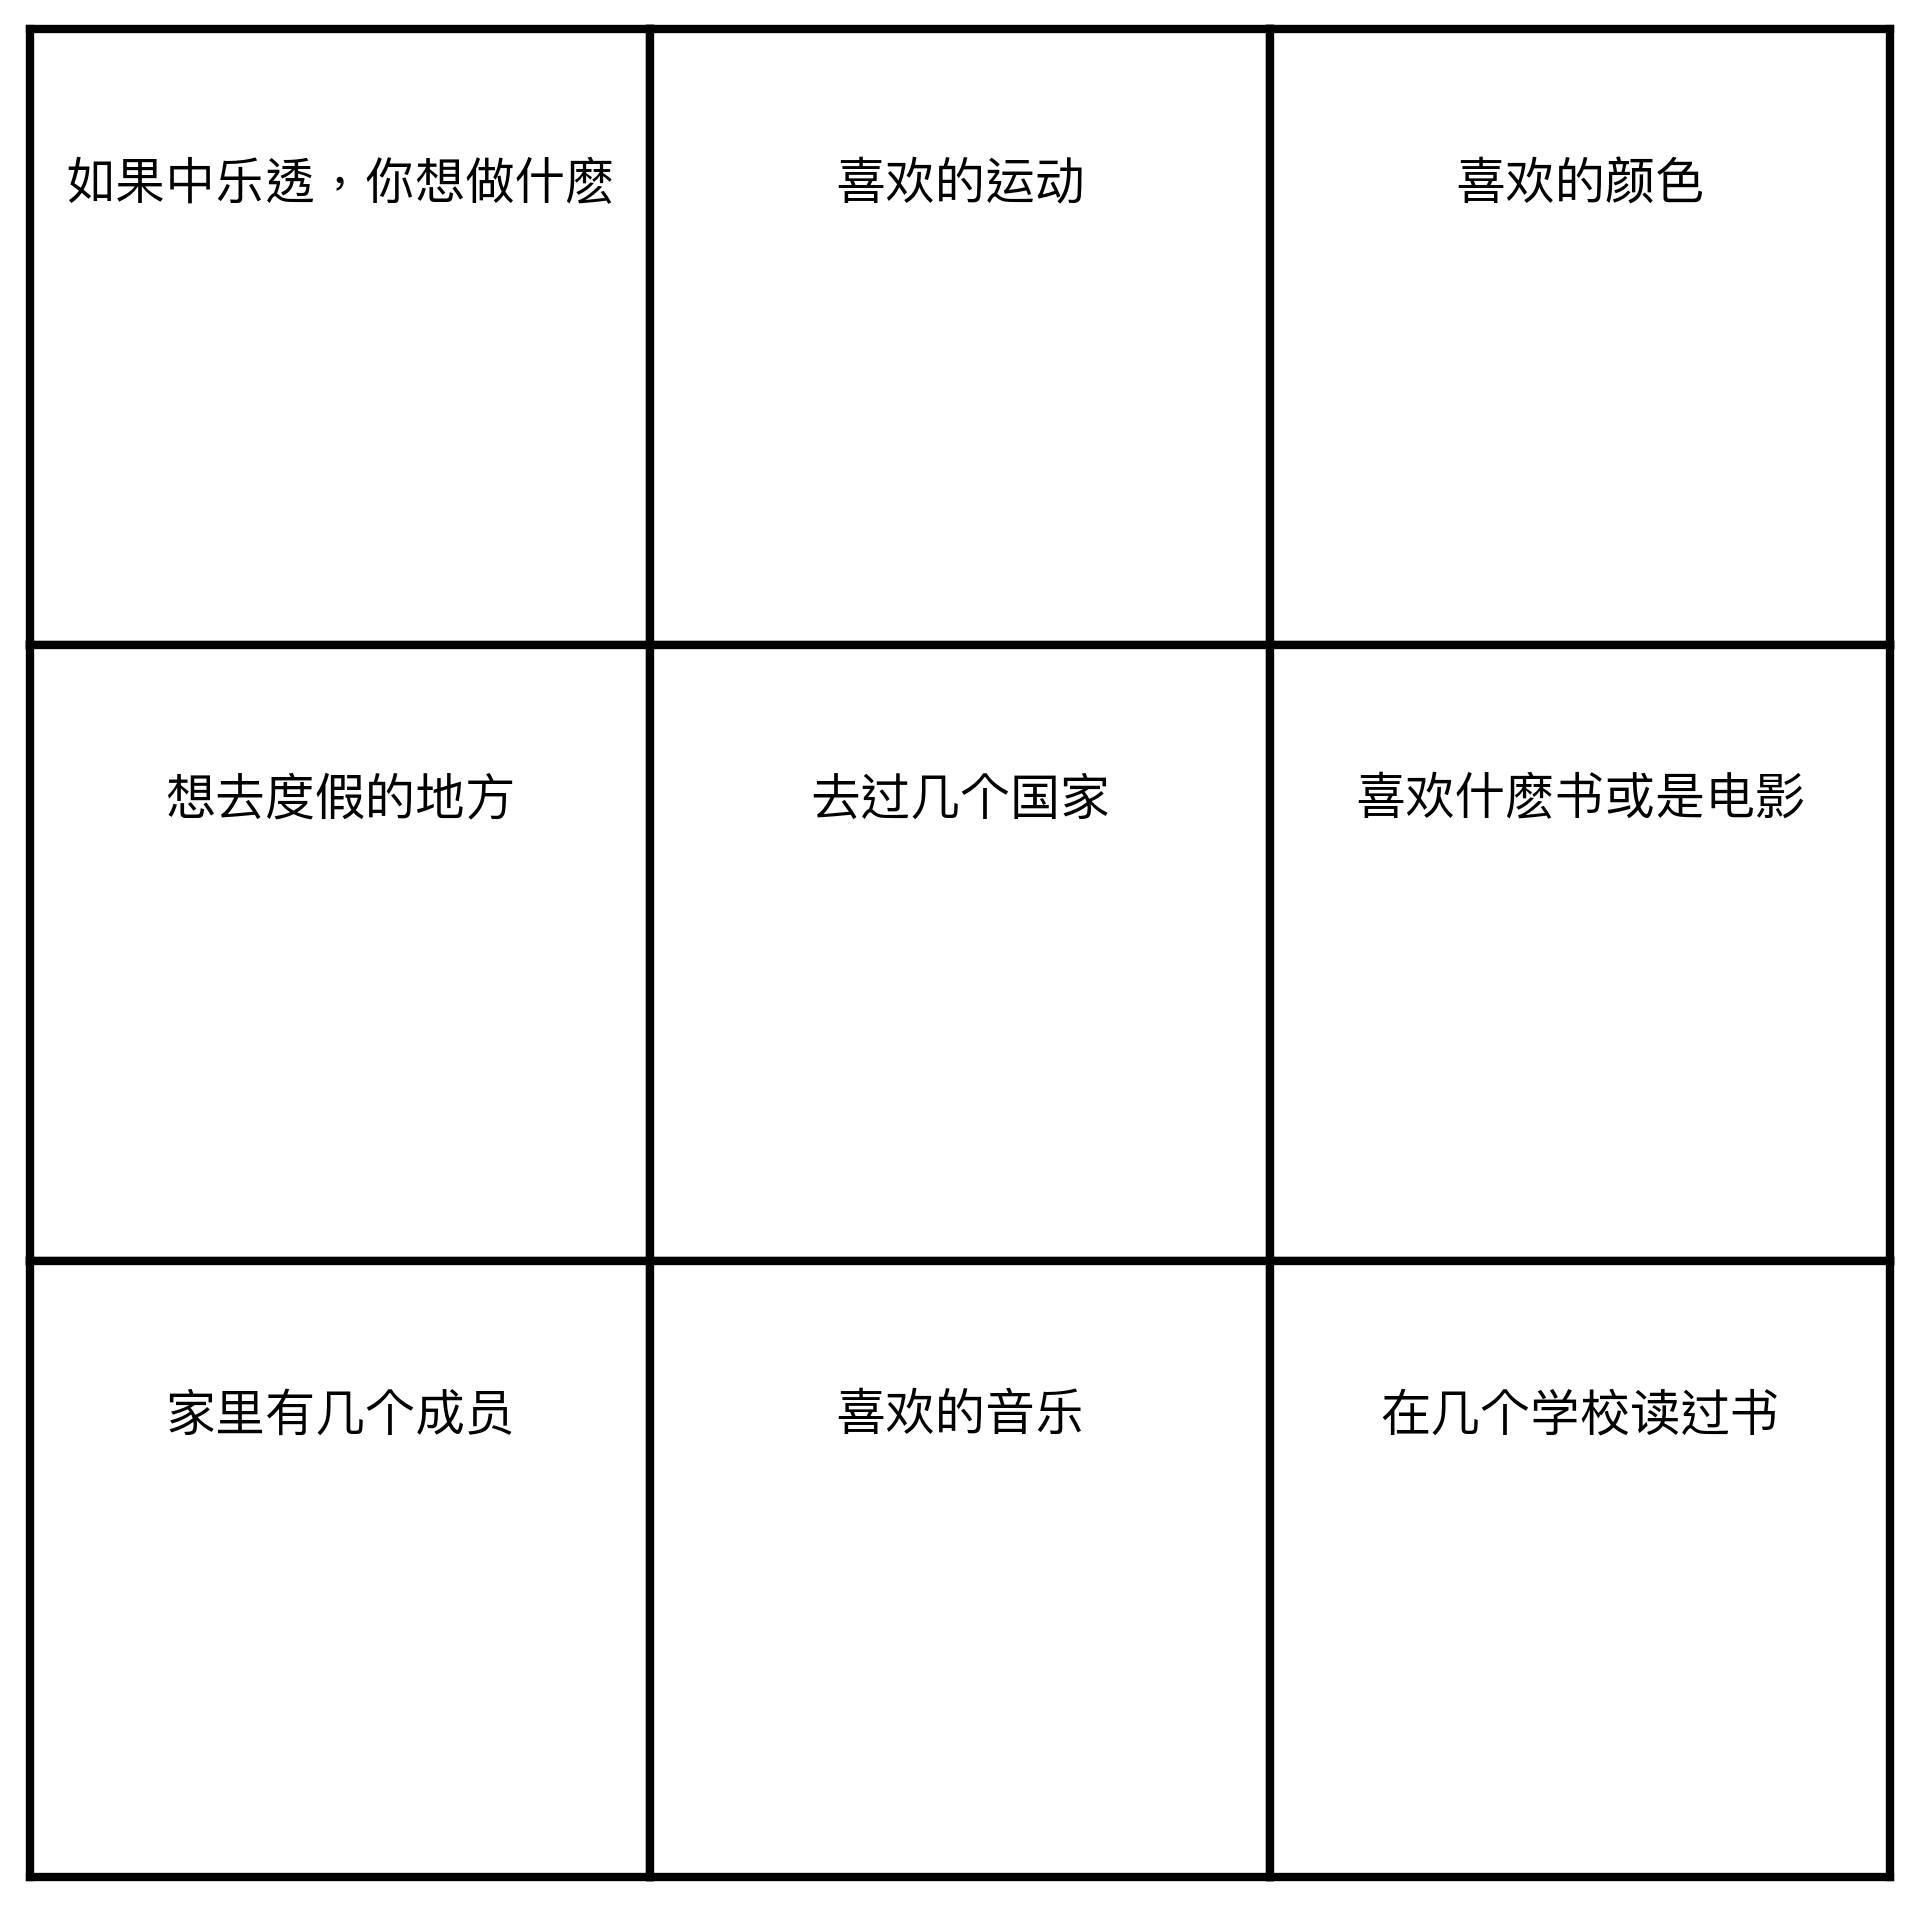 如果中乐透，你想做什麽
喜欢的运动
喜欢的颜色
想去度假的地方
去过几个国家
喜欢什麽书或是电影
家里有几个成员
喜欢的音乐
在几个学校读过书